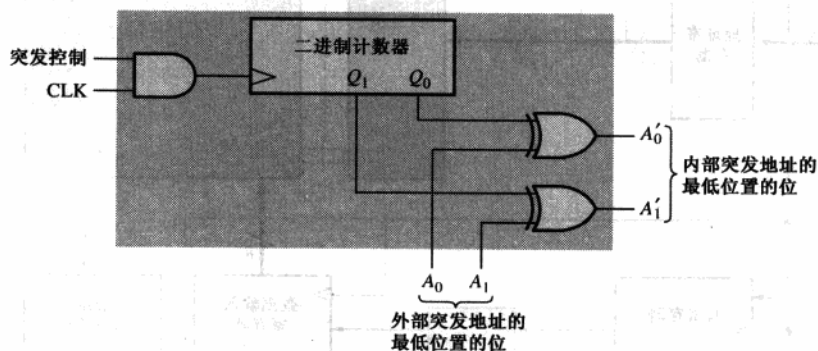 突发控制
CLK
二进制计数器
Q₁ Q₀
A₀′
A₁′
内部突发地址的
最低位置的位
A₀ A₁
外部突发地址的
最低位置的位